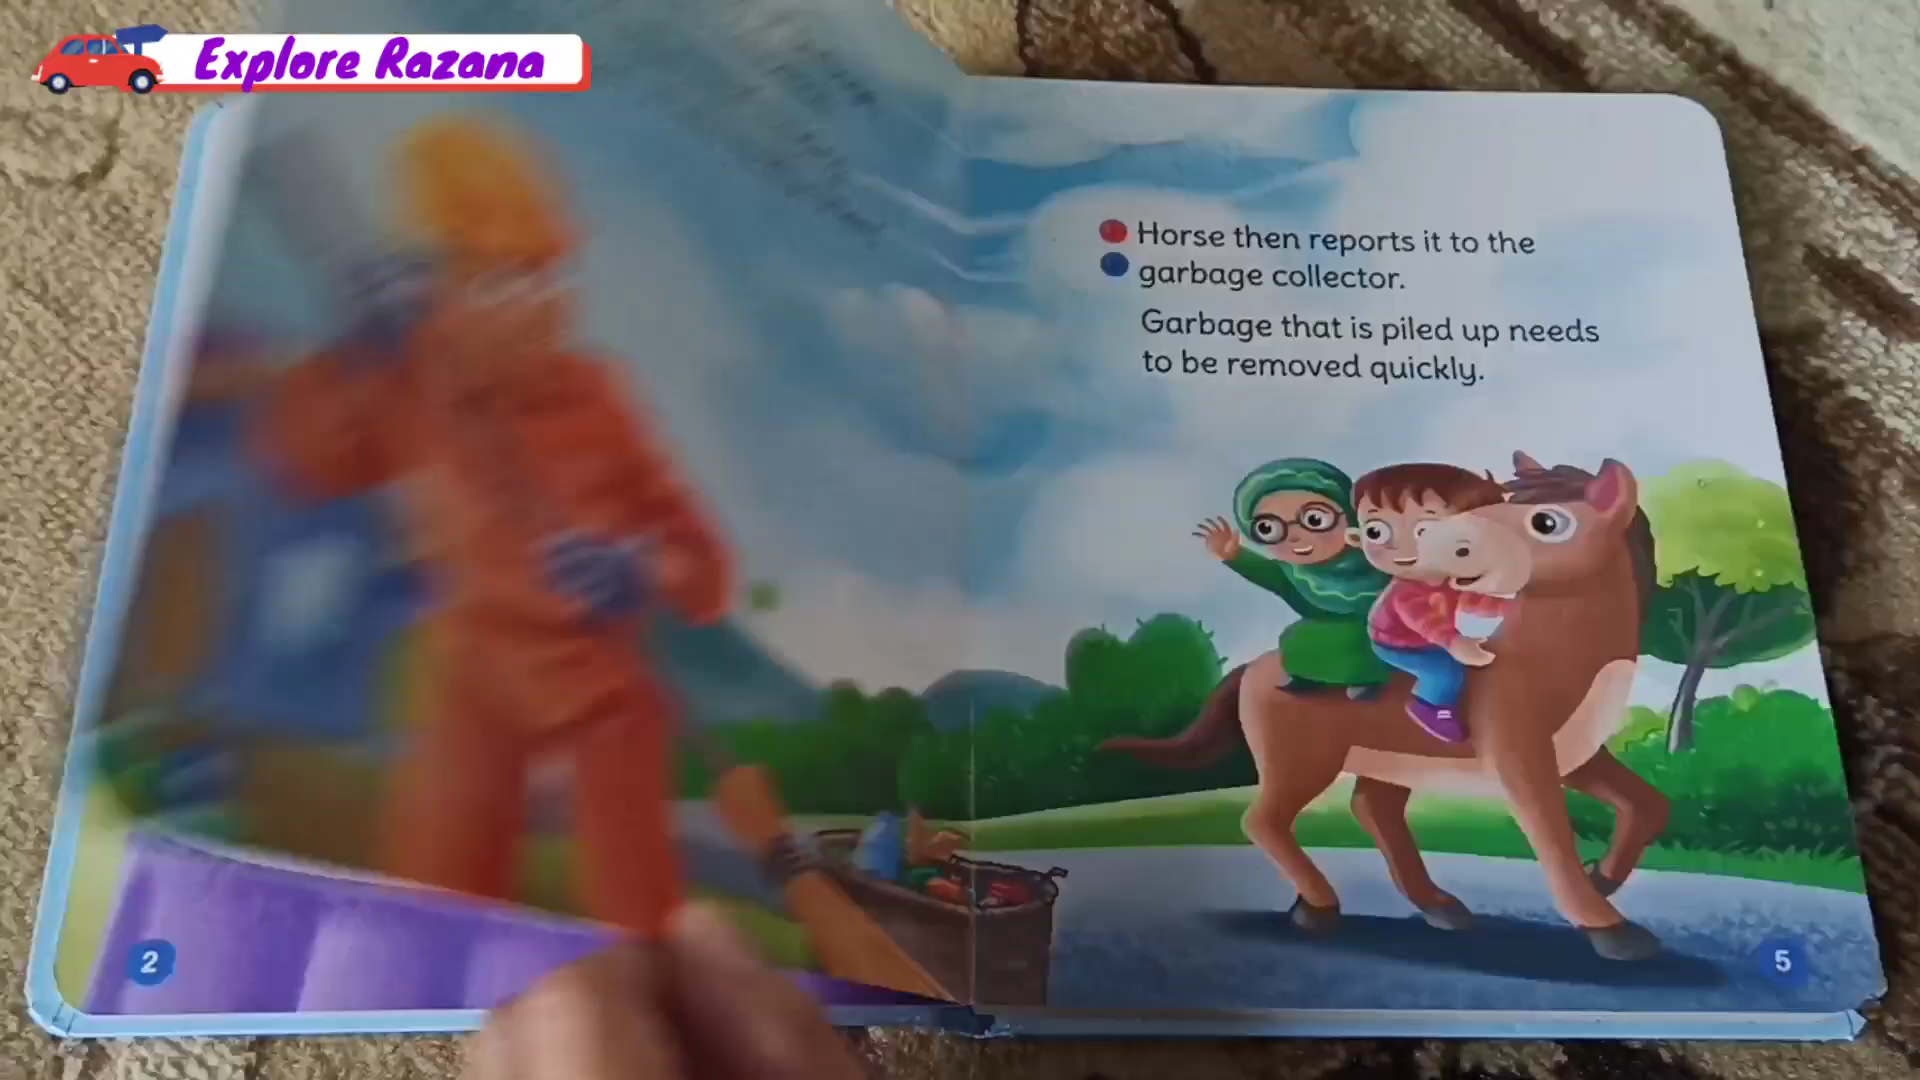 Explore Razana
Horse then reports it to the
garbage collector.
Garbage that is piled up needs
to be removed quickly.
2
5